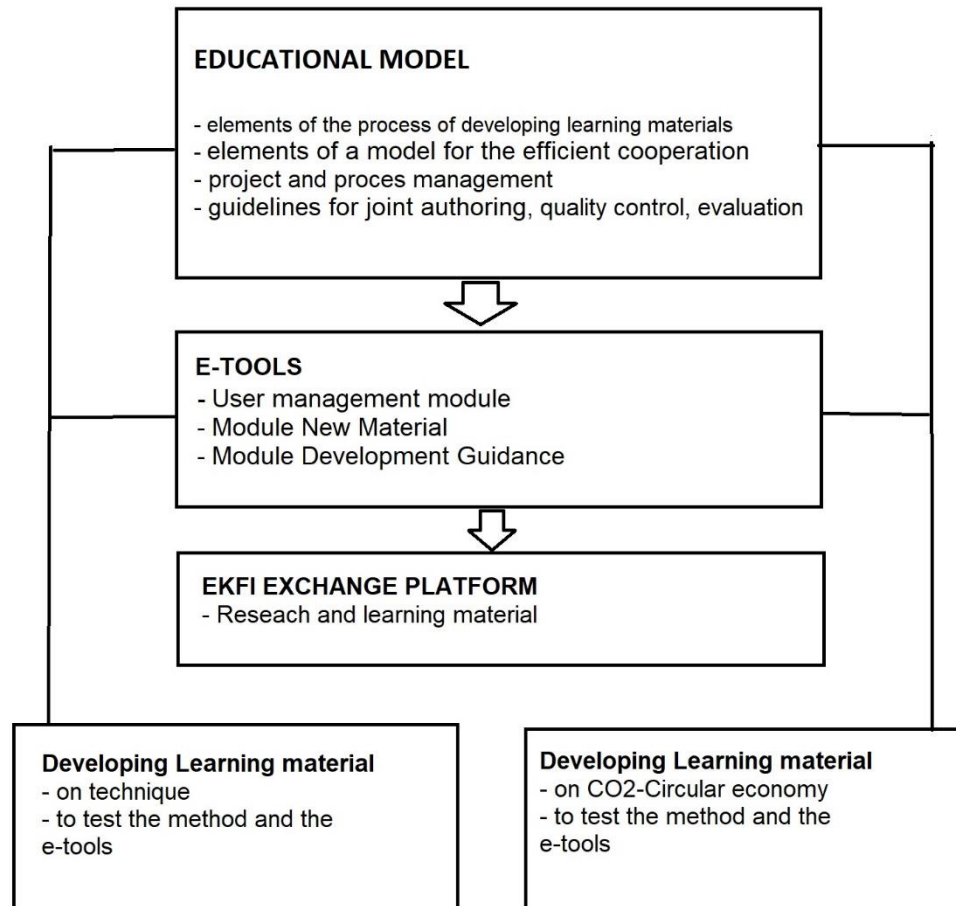 EDUCATIONAL MODEL
- elements of the process of developing learning materials
- elements of a model for the efficient cooperation
- project and proces management
- guidelines for joint authoring, quality control, evaluation
E-TOOLS
- User management module
- Module New Material
- Module Development Guidance
EKFI EXCHANGE PLATFORM
- Reseach and learning material
Developing Learning material
- on technique
- to test the method and the
e-tools
Developing Learning material
- on CO2-Circular economy
- to test the method and the
e-tools